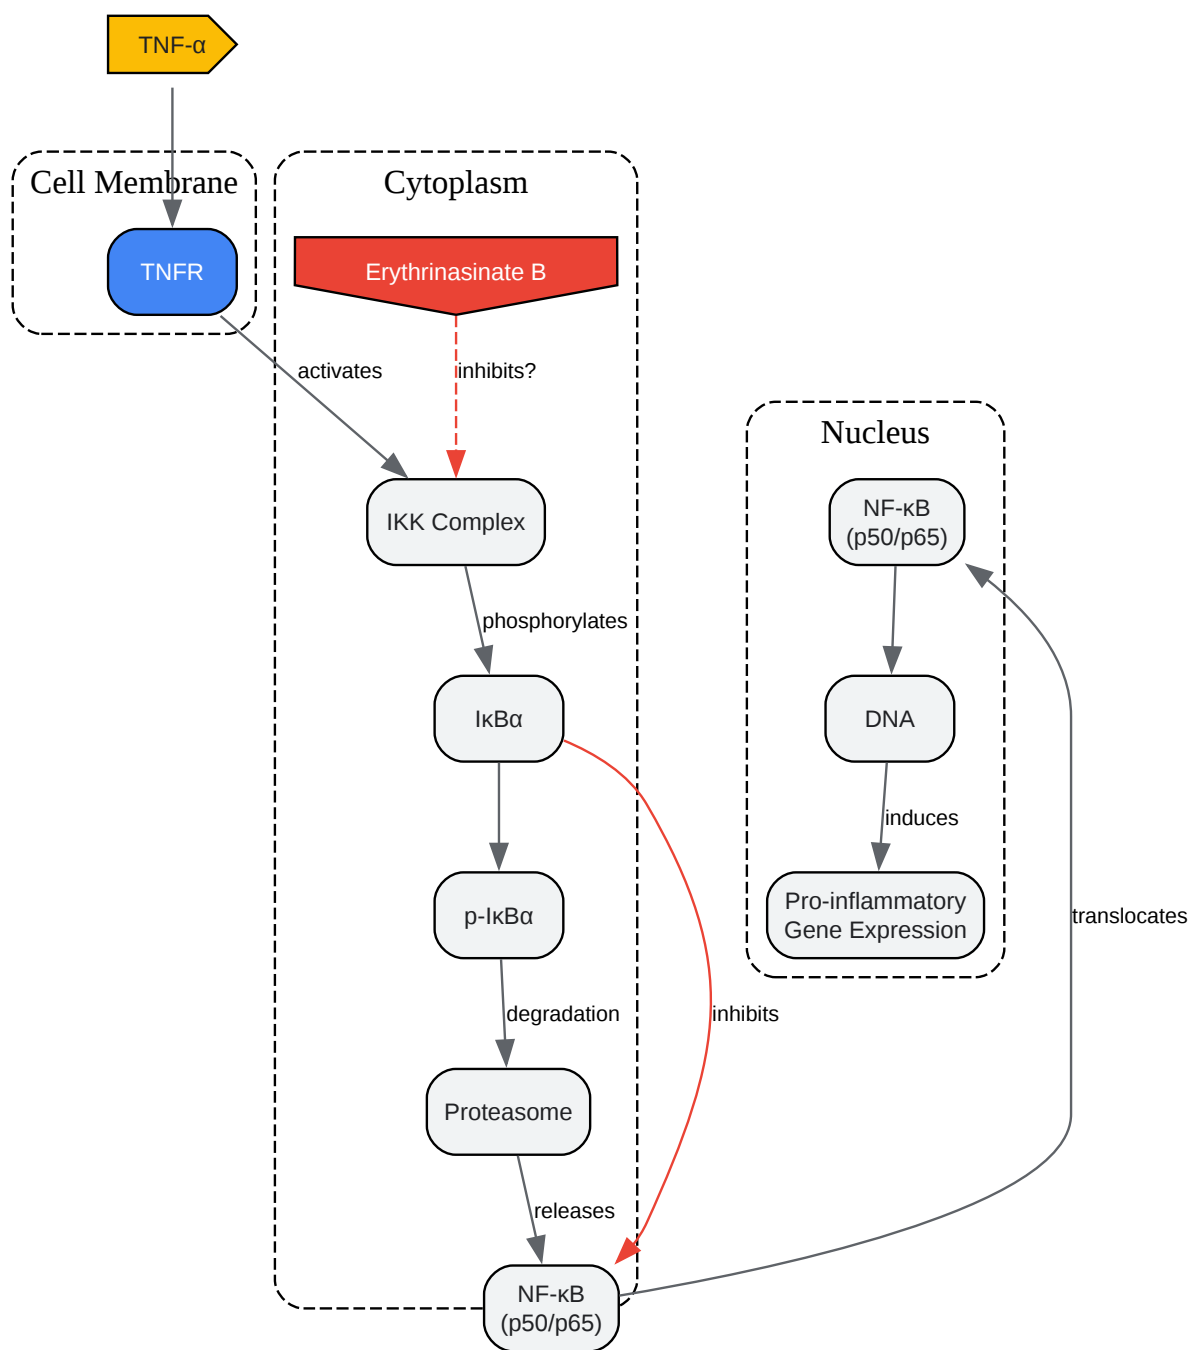 TNF-α
Cell Membrane
Cytoplasm
TNFR
Erythrinasinate B
activates
inhibits?
Nucleus
IKK Complex
NF-κB
(p50/p65)
phosphorylates
IκBα
DNA
induces
p-IκBα
Pro-inflammatory
Gene Expression
translocates
degradation
inhibits
Proteasome
releases
NF-κB
(p50/p65)